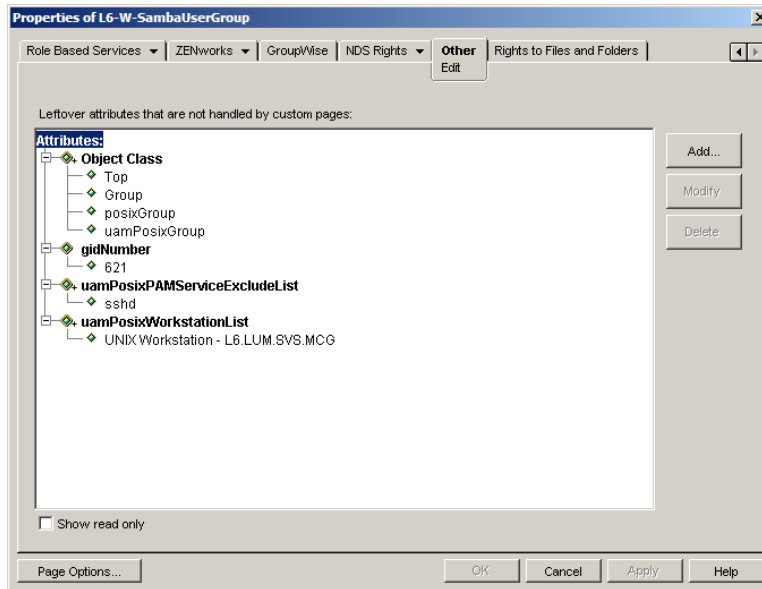 Properties of L6-W-SambaUserGroup
Role Based Services ZENworks GroupWise NDS Rights Other Rights to Files and Folders
Edit
Leftover attributes that are not handled by custom pages:
Attributes:
Object Class
Top
Group
posixGroup
uamPosixGroup
gidNumber
621
uamPosixPAMServiceExcludeList
sshd
uamPosixWorkstationList
UNIX Workstation - L6.LUM.SVS.MCG
Add...
Modify
Delete
Show read only
Page Options... OK Cancel Apply Help